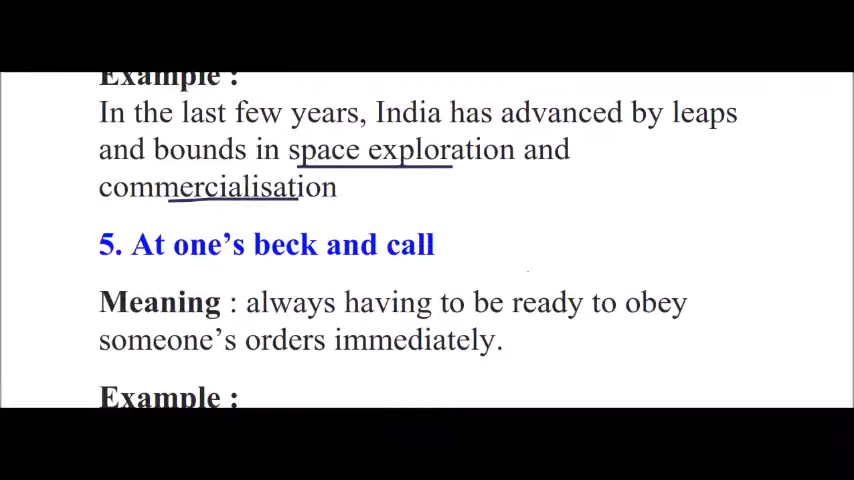 Example :
In the last few years, India has advanced by leaps
and bounds in space exploration and
commercialisation
5. At one’s beck and call
Meaning : always having to be ready to obey
someone’s orders immediately.
Example :